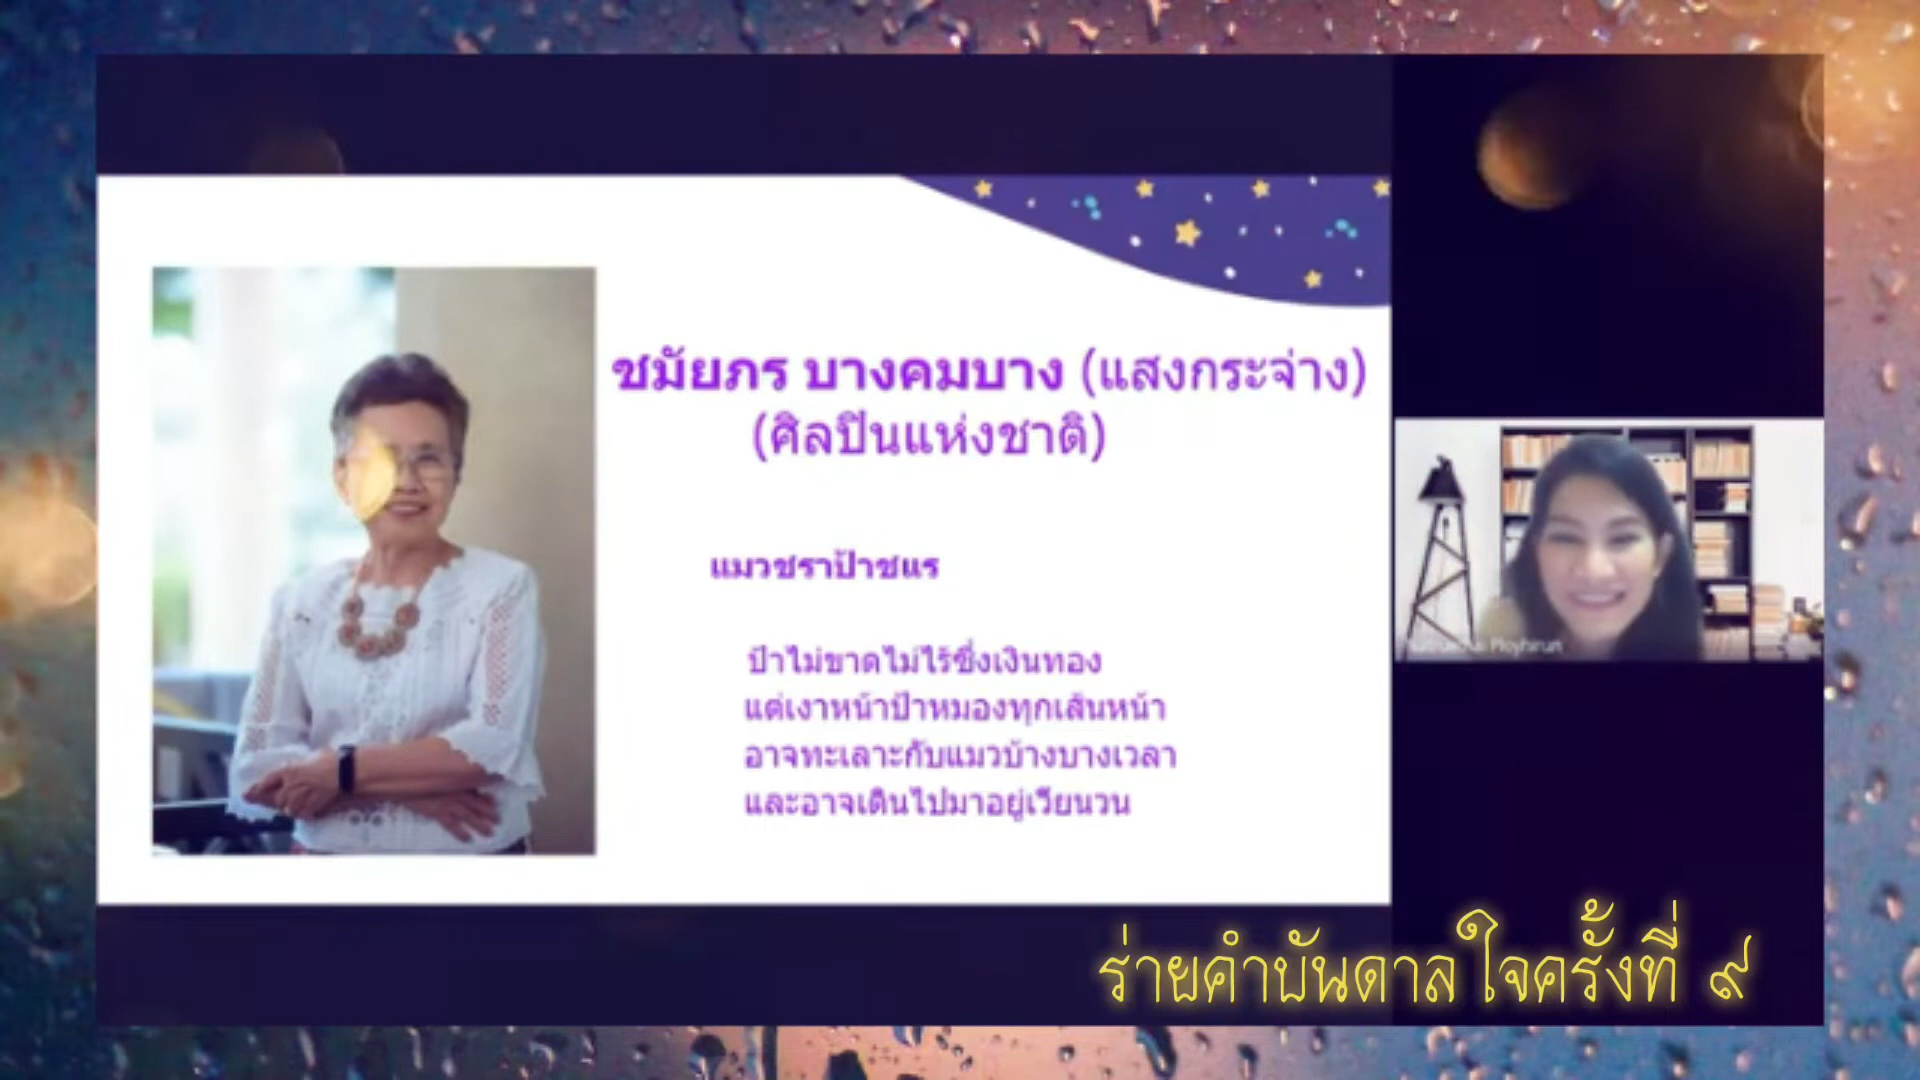 ชมัยภร บางคมบาง (แสงกระจ่าง)
(ศิลปินแห่งชาติ)
แมวชราป้าชแร
ป้าไม่ขาดไม่ไร้ซึ่งเงินทอง
แต่เงาหน้าป้าหมองทุกเส้นหน้า
อาจทะเลาะกับแมวบ้างบางเวลา
และอาจเดินไปมาอยู่เวียนวน
Ployhirun
ร่ายคำบันดาลใจครั้งที่ ๙